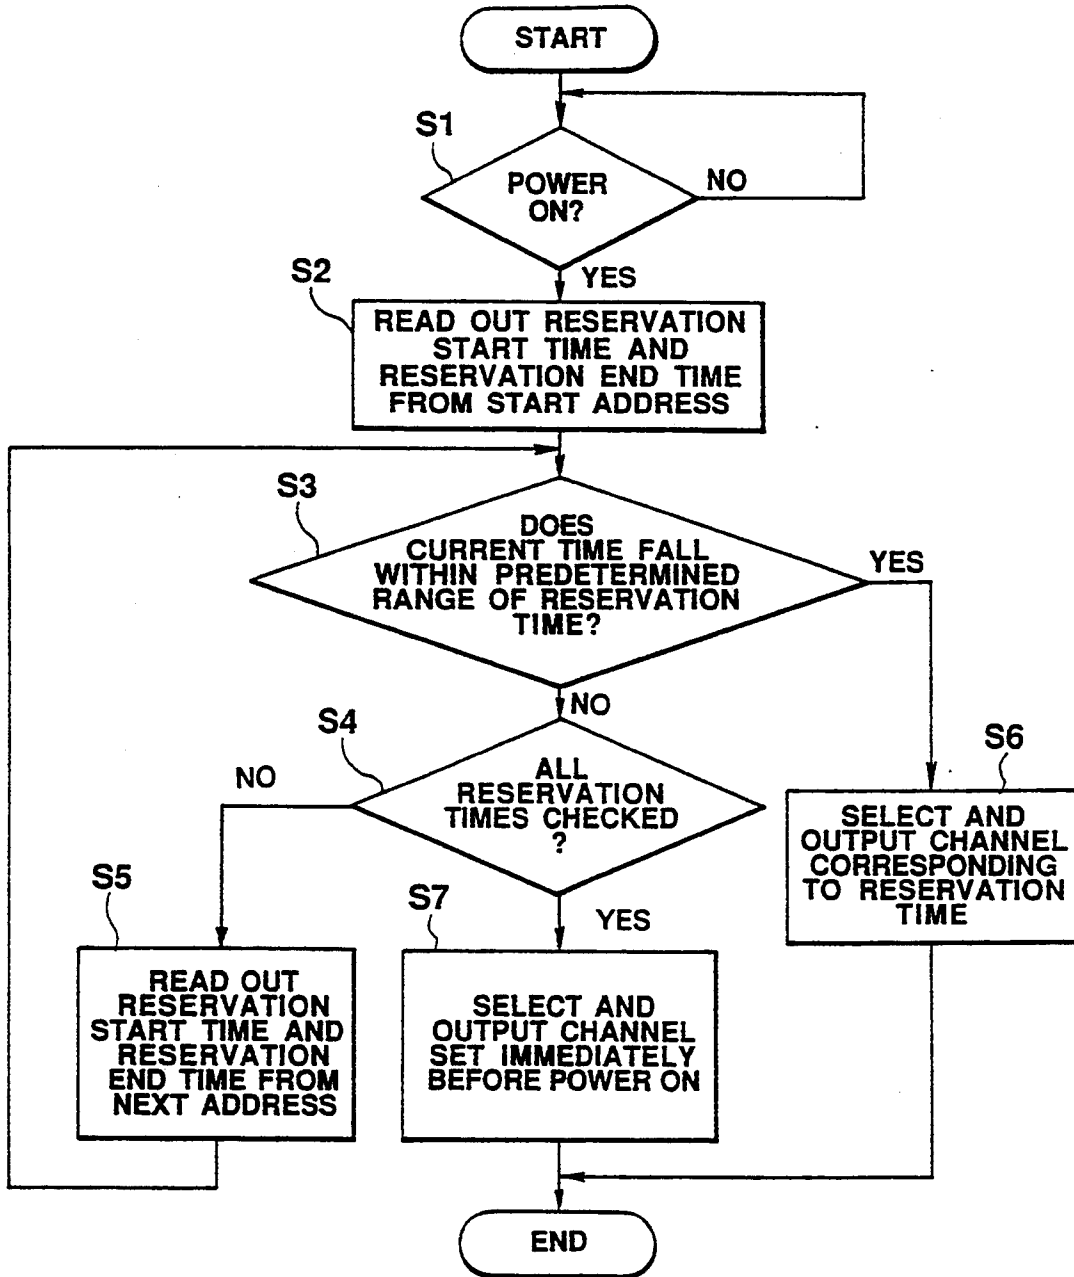 START
S1
POWER
ON?
NO
YES
S2
READ OUT RESERVATION
START TIME AND
RESERVATION END TIME
FROM START ADDRESS
S3
DOES
CURRENT TIME FALL
WITHIN PREDETERMINED
RANGE OF RESERVATION
TIME?
YES
NO
S4
ALL
RESERVATION
TIMES CHECKED
?
NO
YES
S6
SELECT AND
OUTPUT CHANNEL
CORRESPONDING
TO RESERVATION
TIME
S5
READ OUT
RESERVATION
START TIME AND
RESERVATION
END TIME FROM
NEXT ADDRESS
S7
SELECT AND
OUTPUT CHANNEL
SET IMMEDIATELY
BEFORE POWER ON
END